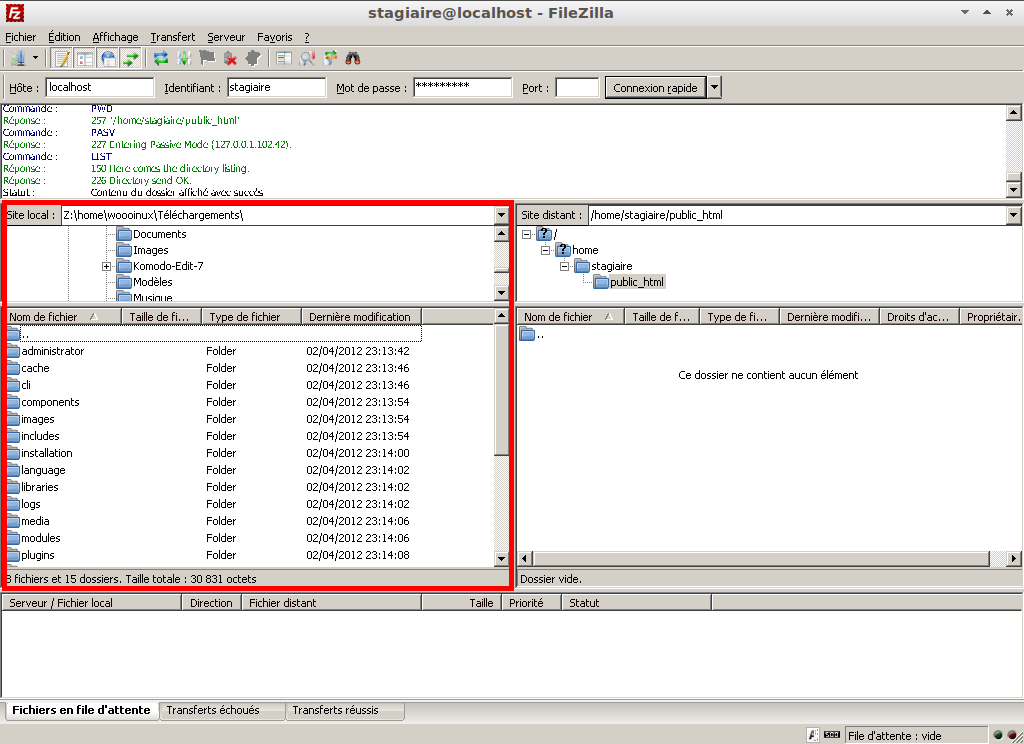 stagiaire@localhost - FileZilla
Fichier Édition Affichage Transfert Serveur Favoris ?
Hôte : localhost Identifiant : stagiaire Mot de passe : ********* Port : Connexion rapide
Commande : PWD
Réponse : 257 "/home/stagiaire/public_html"
Commande : PASV
Réponse : 227 Entering Passive Mode (127,0,0,1,102,42).
Commande : LIST
Réponse : 150 Here comes the directory listing.
Réponse : 226 Directory send OK.
Statut : Contenu du dossier affiché avec succès
Site local : Z:\home\woooinux\Téléchargements\
Documents
Images
Komodo-Edit-7
Modèles
Musique
Site distant : /home/stagiaire/public_html
/
home
stagiaire
public_html
Nom de fichier Taille de fi... Type de fichier Dernière modification
..
administrator Folder 02/04/2012 23:13:42
cache Folder 02/04/2012 23:13:46
cli Folder 02/04/2012 23:13:46
components Folder 02/04/2012 23:13:54
images Folder 02/04/2012 23:13:54
includes Folder 02/04/2012 23:13:54
installation Folder 02/04/2012 23:14:00
language Folder 02/04/2012 23:14:02
libraries Folder 02/04/2012 23:14:02
logs Folder 02/04/2012 23:14:02
media Folder 02/04/2012 23:14:06
modules Folder 02/04/2012 23:14:06
plugins Folder 02/04/2012 23:14:08
fichiers et 15 dossiers. Taille totale : 30 831 octets
Nom de fichier Taille de f... Type de fi... Dernière modifi... Droits d'ac... Propriétair.
..
Ce dossier ne contient aucun élément
Dossier vide.
Serveur / Fichier local Direction Fichier distant Taille Priorité Statut
Fichiers en file d'attente Transferts échoués Transferts réussis
File d'attente : vide